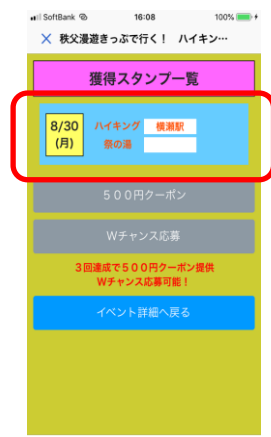 SoftBank 16:08 100%
× 秩父漫遊きっぷで行く！ ハイキン…
獲得スタンプ一覧
8/30 ハイキング 横瀬駅
(月) 祭の湯
５００円クーポン
Wチャンス応募
３回達成で５００円クーポン提供
Wチャンス応募可能！
イベント詳細へ戻る